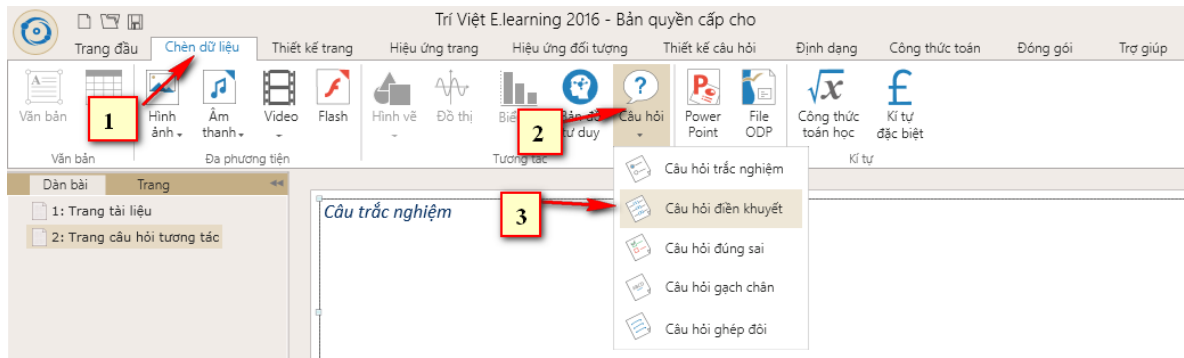 Trí Việt E.learning 2016 - Bản quyền cấp cho
Trang đầu Chèn dữ liệu Thiết kế trang Hiệu ứng trang Hiệu ứng đối tượng Thiết kế câu hỏi Định dạng Công thức toán Đóng gói Trợ giúp
Văn bản
Hình ảnh
Âm thanh
Video
Flash
Hình vẽ
Đồ thị
tư duy
Câu hỏi
Power Point
File ODP
Công thức toán học
Kí tự đặc biệt
1
2
Văn bản Đa phương tiện Tương tác Kí tự
Dàn bài Trang
1: Trang tài liệu
2: Trang câu hỏi tương tác
Câu trắc nghiệm
3
Câu hỏi trắc nghiệm
Câu hỏi điền khuyết
Câu hỏi đúng sai
Câu hỏi gạch chân
Câu hỏi ghép đôi